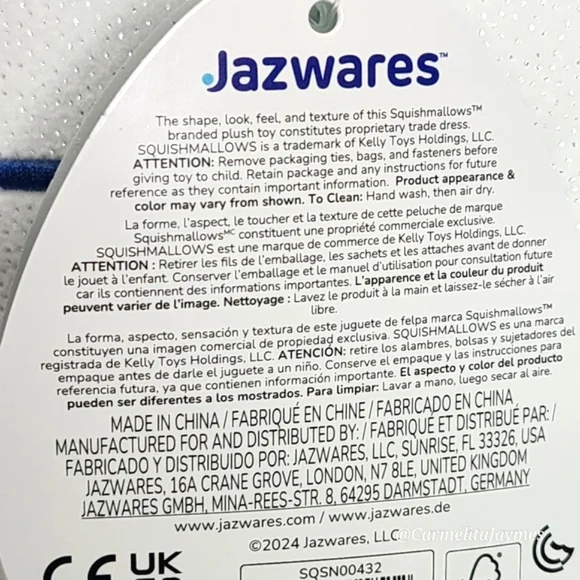 Jazwares™
The shape, look, feel, and texture of this Squishmallows™
branded plush toy constitutes proprietary trade dress.
SQUISHMALLOWS is a trademark of Kelly Toys Holdings, LLC.
ATTENTION: Remove packaging ties, bags, and fasteners before
giving toy to child. Retain package and any instructions for future
reference as they contain important information. Product appearance &
color may vary from shown. To Clean: Hand wash, then air dry.
La forme, l'aspect, le toucher et la texture de cette peluche de marque
Squishmallowsᴹᶜ constituent une propriété commerciale exclusive.
SQUISHMALLOWS est une marque de commerce de Kelly Toys Holdings, LLC.
ATTENTION : Retirer les fils de l'emballage, les sachets et les attaches avant de donner
le jouet à l'enfant. Conserver l'emballage et le manuel d'utilisation pour consultation future
car ils contiennent des informations importantes. L'apparence et la couleur du produit
peuvent varier de l'image. Nettoyage : Lavez le produit à la main et laissez-le sécher à l'air
libre.
La forma, aspecto, sensación y textura de este juguete de felpa marca Squishmallows™
constituyen una imagen comercial de propiedad exclusiva. SQUISHMALLOWS es una marca
registrada de Kelly Toys Holdings, LLC. ATENCIÓN: retire los alambres, bolsas y sujetadores del
empaque antes de darle el juguete a un niño. Conserve el empaque y las instrucciones para
referencia futura, ya que contienen información importante. El aspecto y color del producto
pueden ser diferentes a los mostrados. Para limpiar: Lavar a mano, luego secar al aire.
MADE IN CHINA / FABRIQUÉ EN CHINE / FABRICADO EN CHINA
MANUFACTURED FOR AND DISTRIBUTED BY: / FABRIQUÉ ET DISTRIBUÉ PAR: /
FABRICADO Y DISTRIBUIDO POR: JAZWARES, LLC, SUNRISE, FL 33326, USA
JAZWARES, 16A CRANE GROVE, LONDON, N7 8LE, UNITED KINGDOM
JAZWARES GMBH, MINA-REES-STR. 8, 64295 DARMSTADT, GERMANY
www.jazwares.com / www.jazwares.de
©2024 Jazwares, LLC
@CarmelitaJaymes
CE UK
SQSN00432